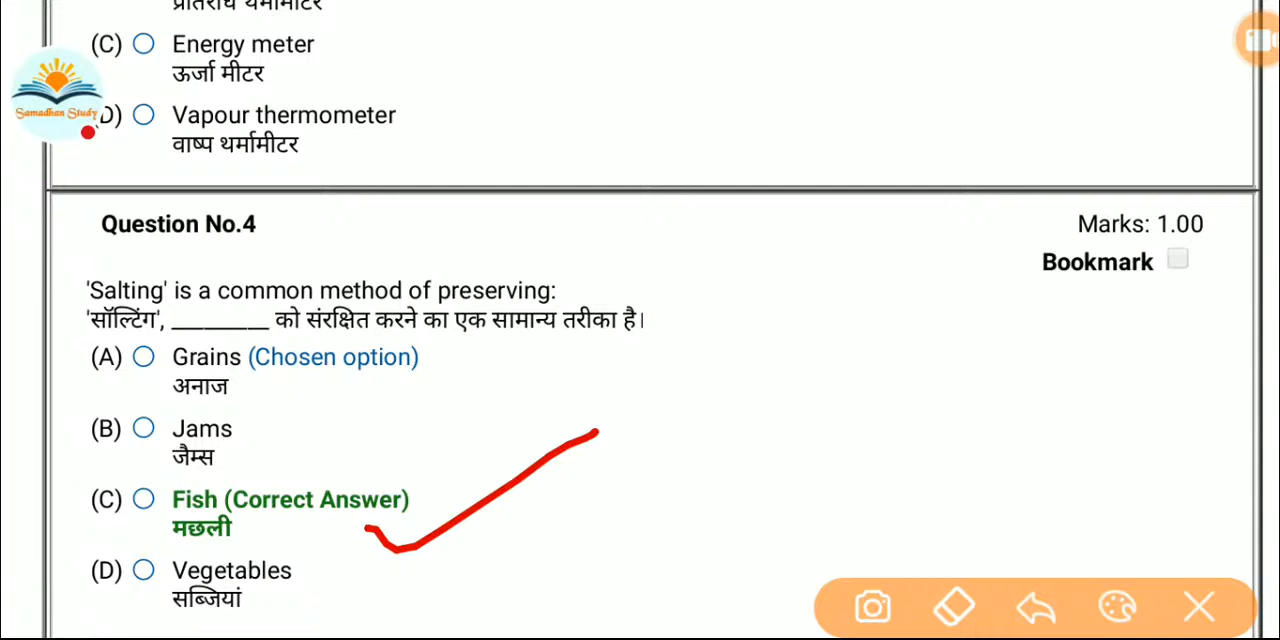 (C) Energy meter
ऊर्जा मीटर
Samadhan Study
D) Vapour thermometer
वाष्प थर्मामीटर
Question No.4
Marks: 1.00
Bookmark
'Salting' is a common method of preserving:
'सॉल्टिंग', ________ को संरक्षित करने का एक सामान्य तरीका है।
(A) Grains (Chosen option)
अनाज
(B) Jams
जैम्स
(C) Fish (Correct Answer)
मछली
(D) Vegetables
सब्जियां